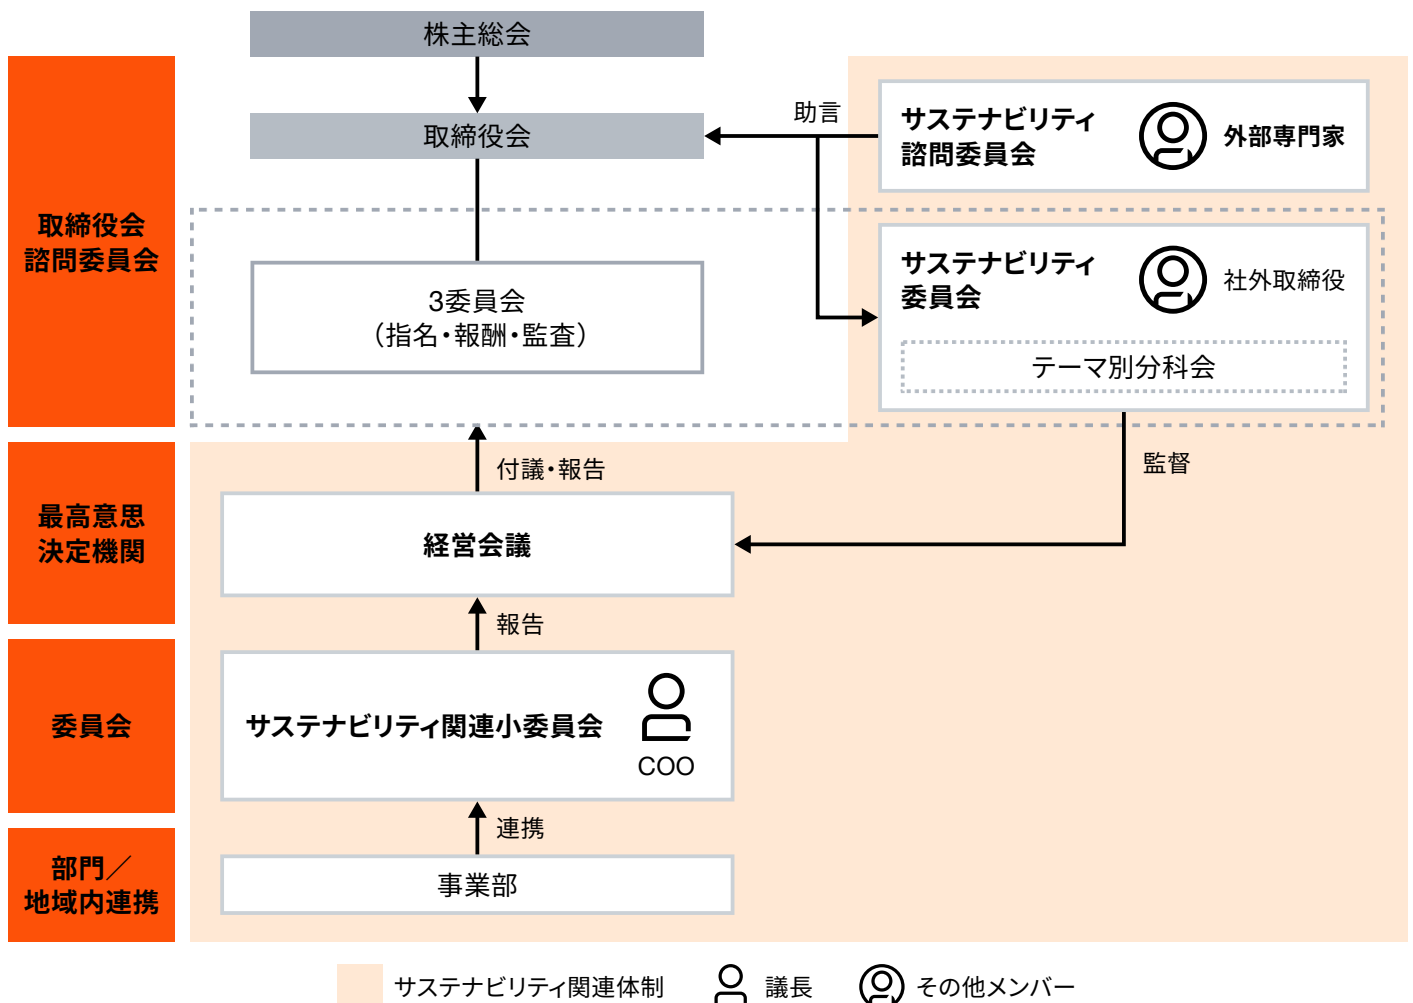 株主総会
取締役会
助言
サステナビリティ
諮問委員会
外部専門家
取締役会
諮問委員会
3委員会
（指名・報酬・監査）
サステナビリティ
委員会
社外取締役
テーマ別分科会
付議・報告
監督
最高意思
決定機関
経営会議
報告
委員会
サステナビリティ関連小委員会
COO
連携
部門／
地域内連携
事業部
サステナビリティ関連体制
議長
その他メンバー